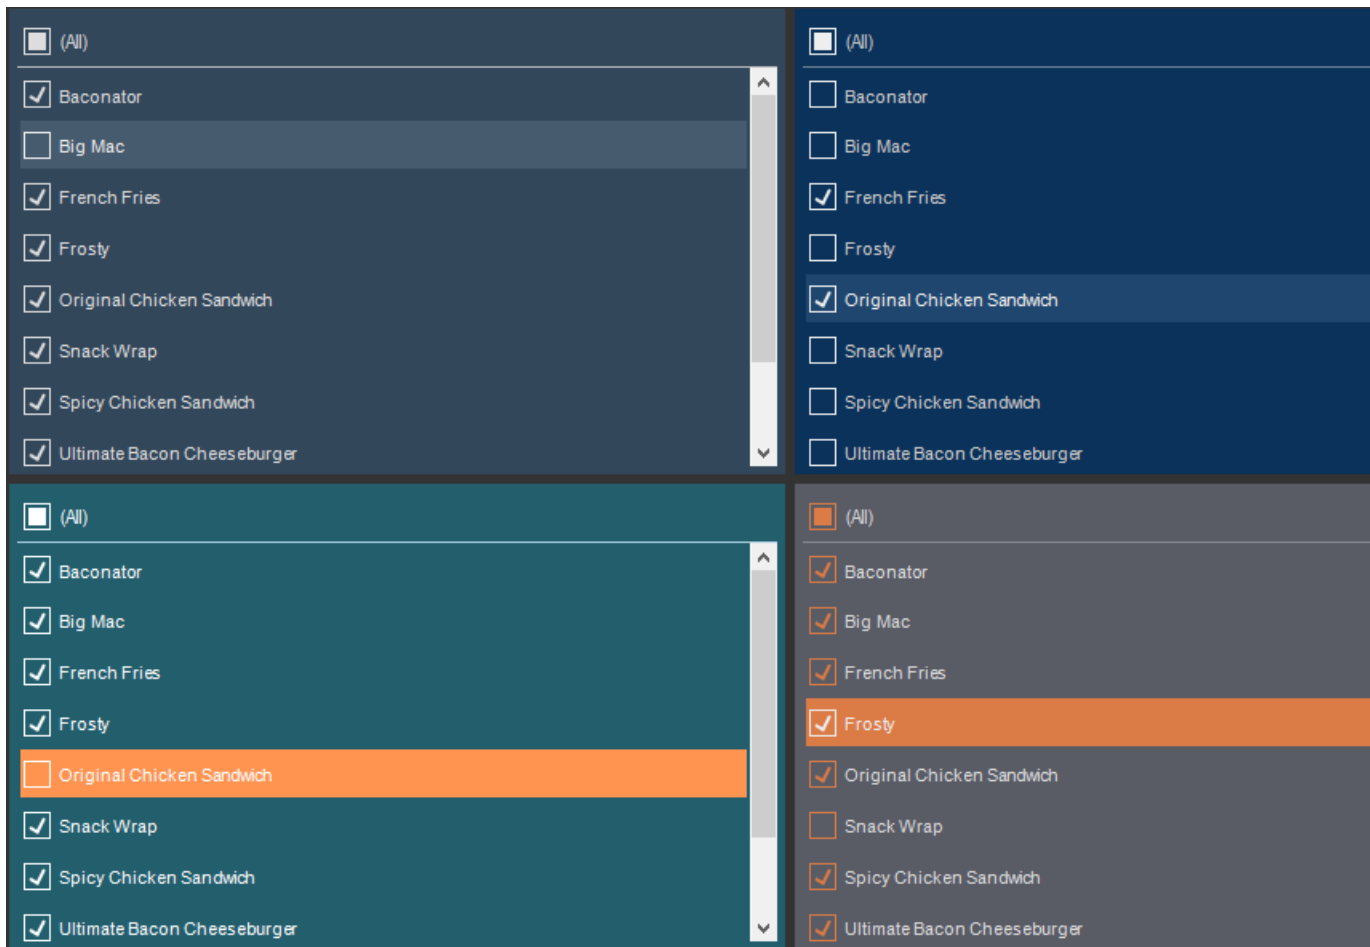 (All)
Baconator
Big Mac
French Fries
Frosty
Original Chicken Sandwich
Snack Wrap
Spicy Chicken Sandwich
Ultimate Bacon Cheeseburger
(All)
Baconator
Big Mac
French Fries
Frosty
Original Chicken Sandwich
Snack Wrap
Spicy Chicken Sandwich
Ultimate Bacon Cheeseburger
(All)
Baconator
Big Mac
French Fries
Frosty
Original Chicken Sandwich
Snack Wrap
Spicy Chicken Sandwich
Ultimate Bacon Cheeseburger
(All)
Baconator
Big Mac
French Fries
Frosty
Original Chicken Sandwich
Snack Wrap
Spicy Chicken Sandwich
Ultimate Bacon Cheeseburger